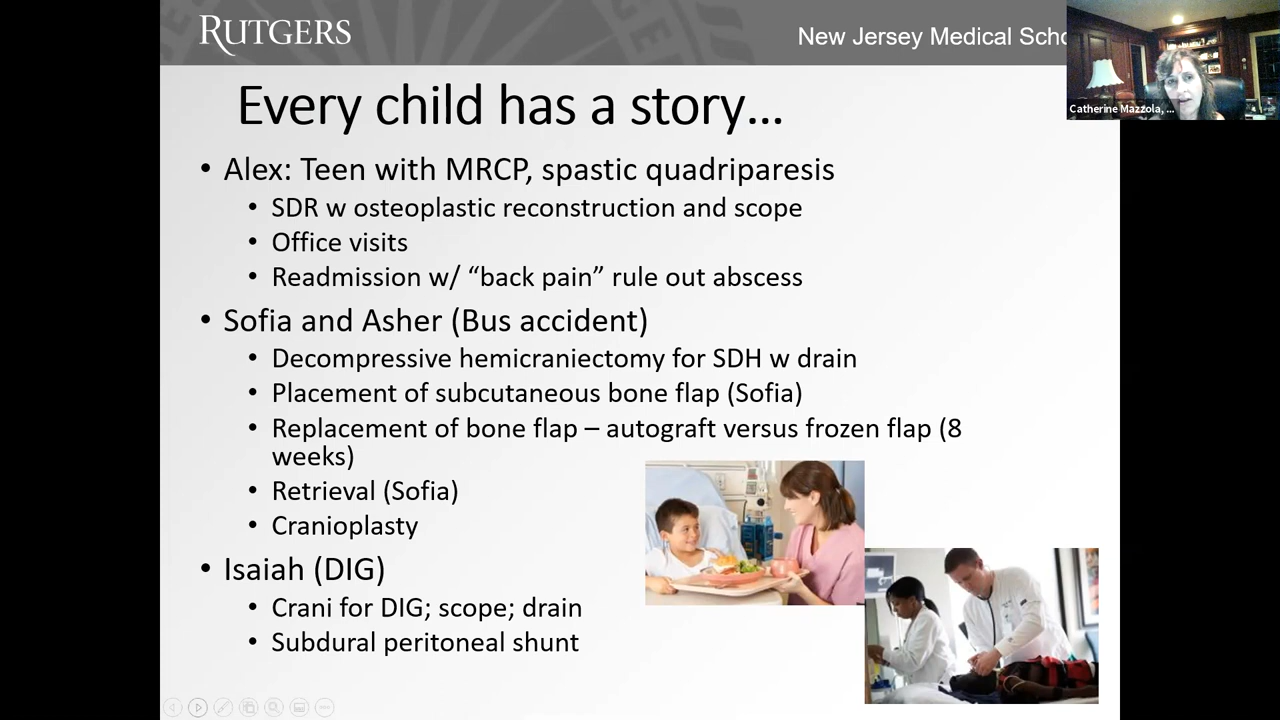 RUTGERS
New Jersey Medical Scho
Catherine Mazzola, ...
Every child has a story...
• Alex: Teen with MRCP, spastic quadriparesis
• SDR w osteoplastic reconstruction and scope
• Office visits
• Readmission w/ “back pain” rule out abscess
• Sofia and Asher (Bus accident)
• Decompressive hemicraniectomy for SDH w drain
• Placement of subcutaneous bone flap (Sofia)
• Replacement of bone flap – autograft versus frozen flap (8
weeks)
• Retrieval (Sofia)
• Cranioplasty
• Isaiah (DIG)
• Crani for DIG; scope; drain
• Subdural peritoneal shunt